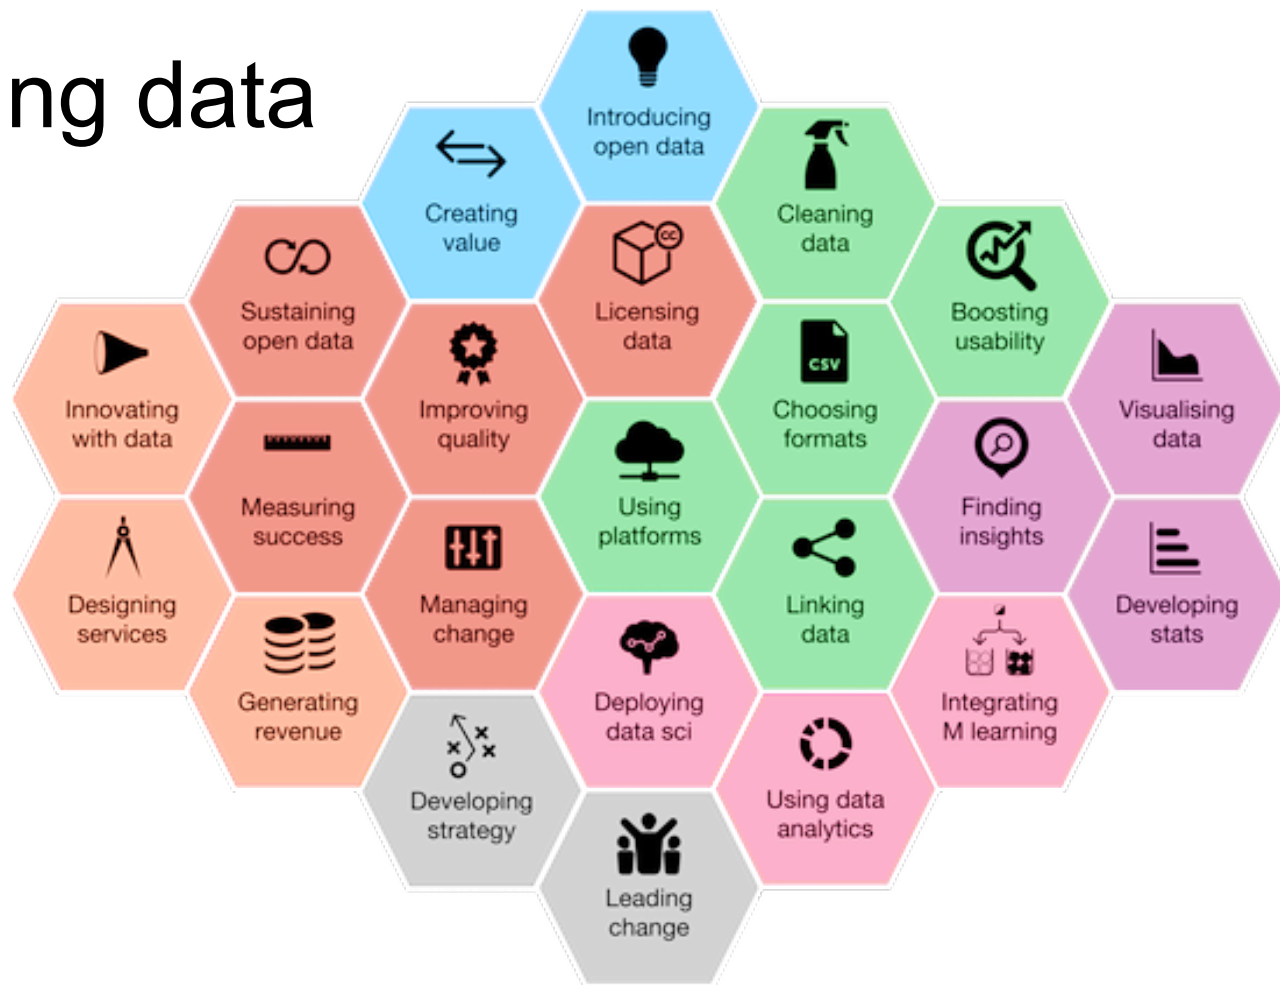 ng data
Introducing
open data
Creating
value
Cleaning
data
Sustaining
open data
CC
Licensing
data
Boosting
usability
Innovating
with data
Improving
quality
CSV
Choosing
formats
Visualising
data
Measuring
success
Using
platforms
Finding
insights
Designing
services
Managing
change
Linking
data
Developing
stats
Generating
revenue
Deploying
data sci
Integrating
M learning
Developing
strategy
Using data
analytics
Leading
change